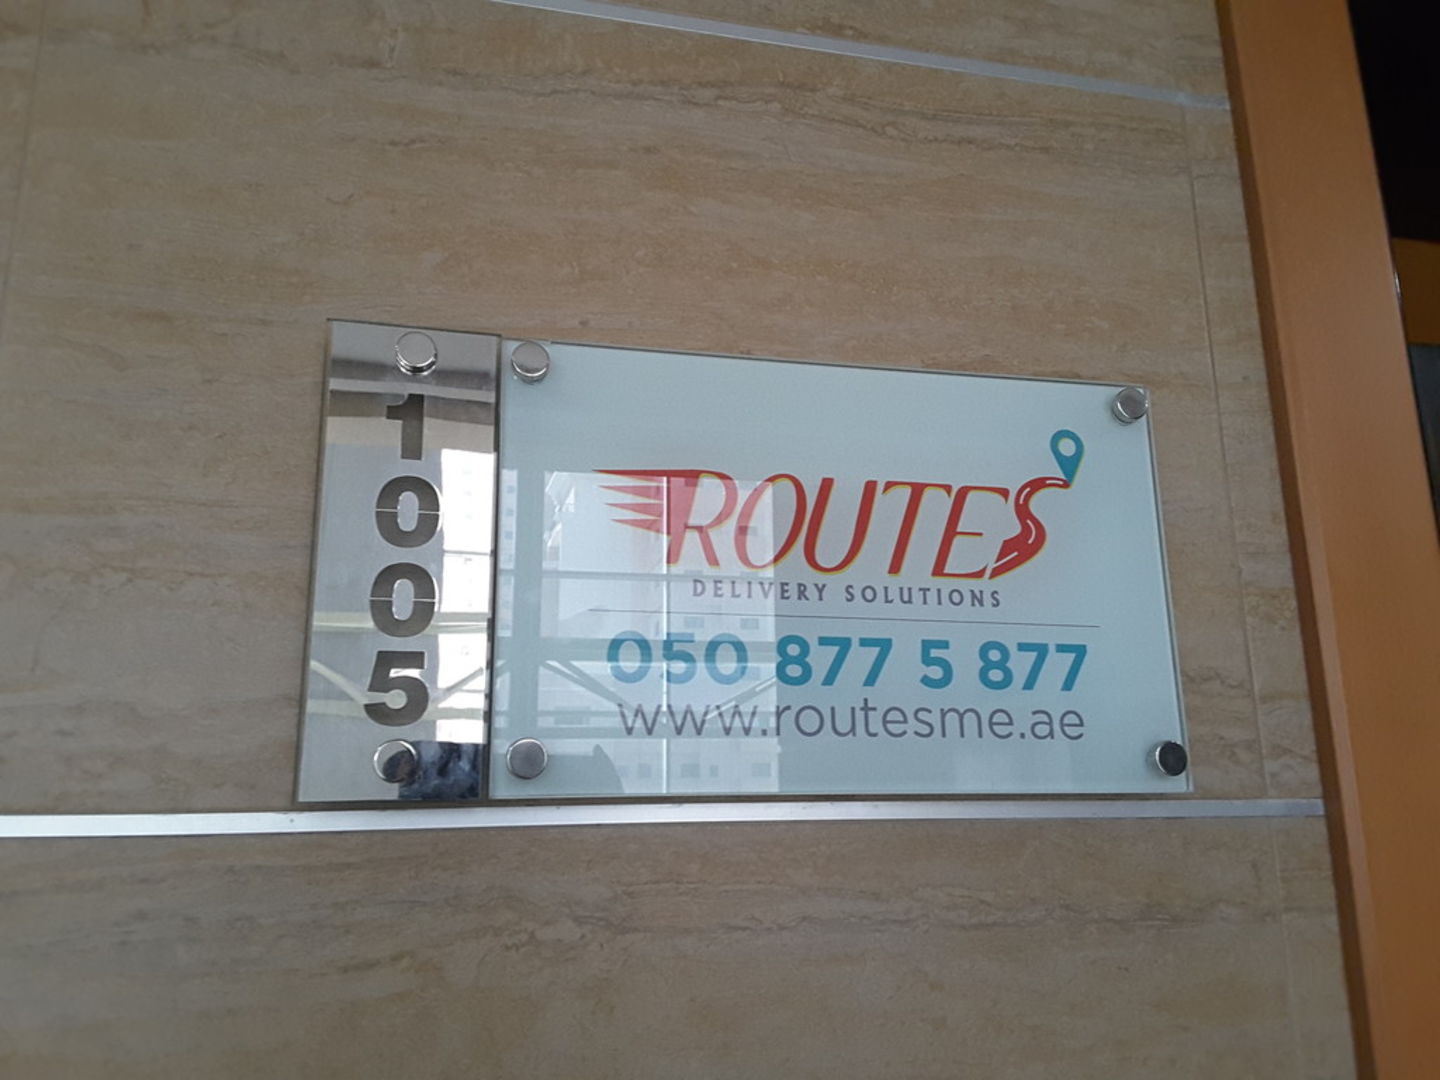 1005
ROUTES
DELIVERY SOLUTIONS
050 877 5 877
www.routesme.ae